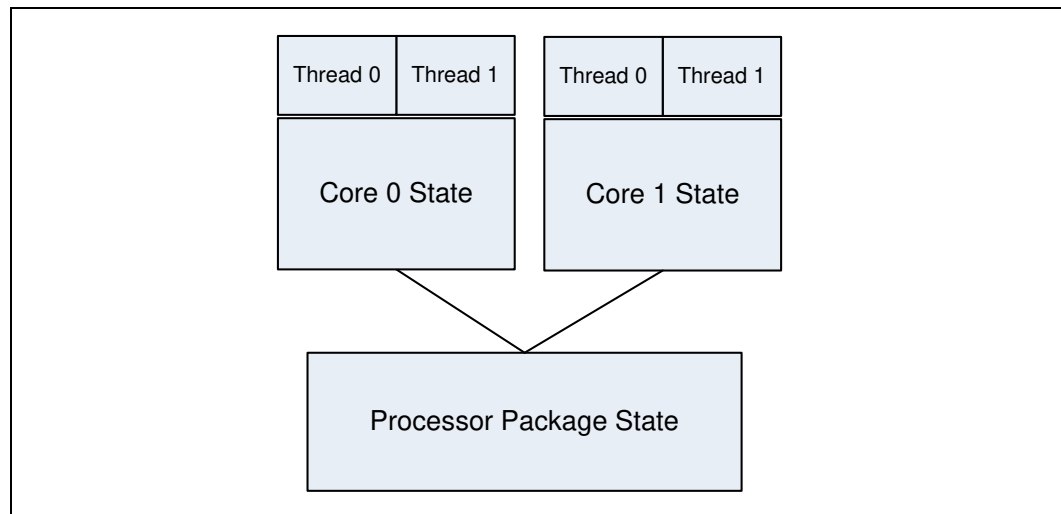 Thread 0
Thread 1
Thread 0
Thread 1
Core 0 State
Core 1 State
Processor Package State